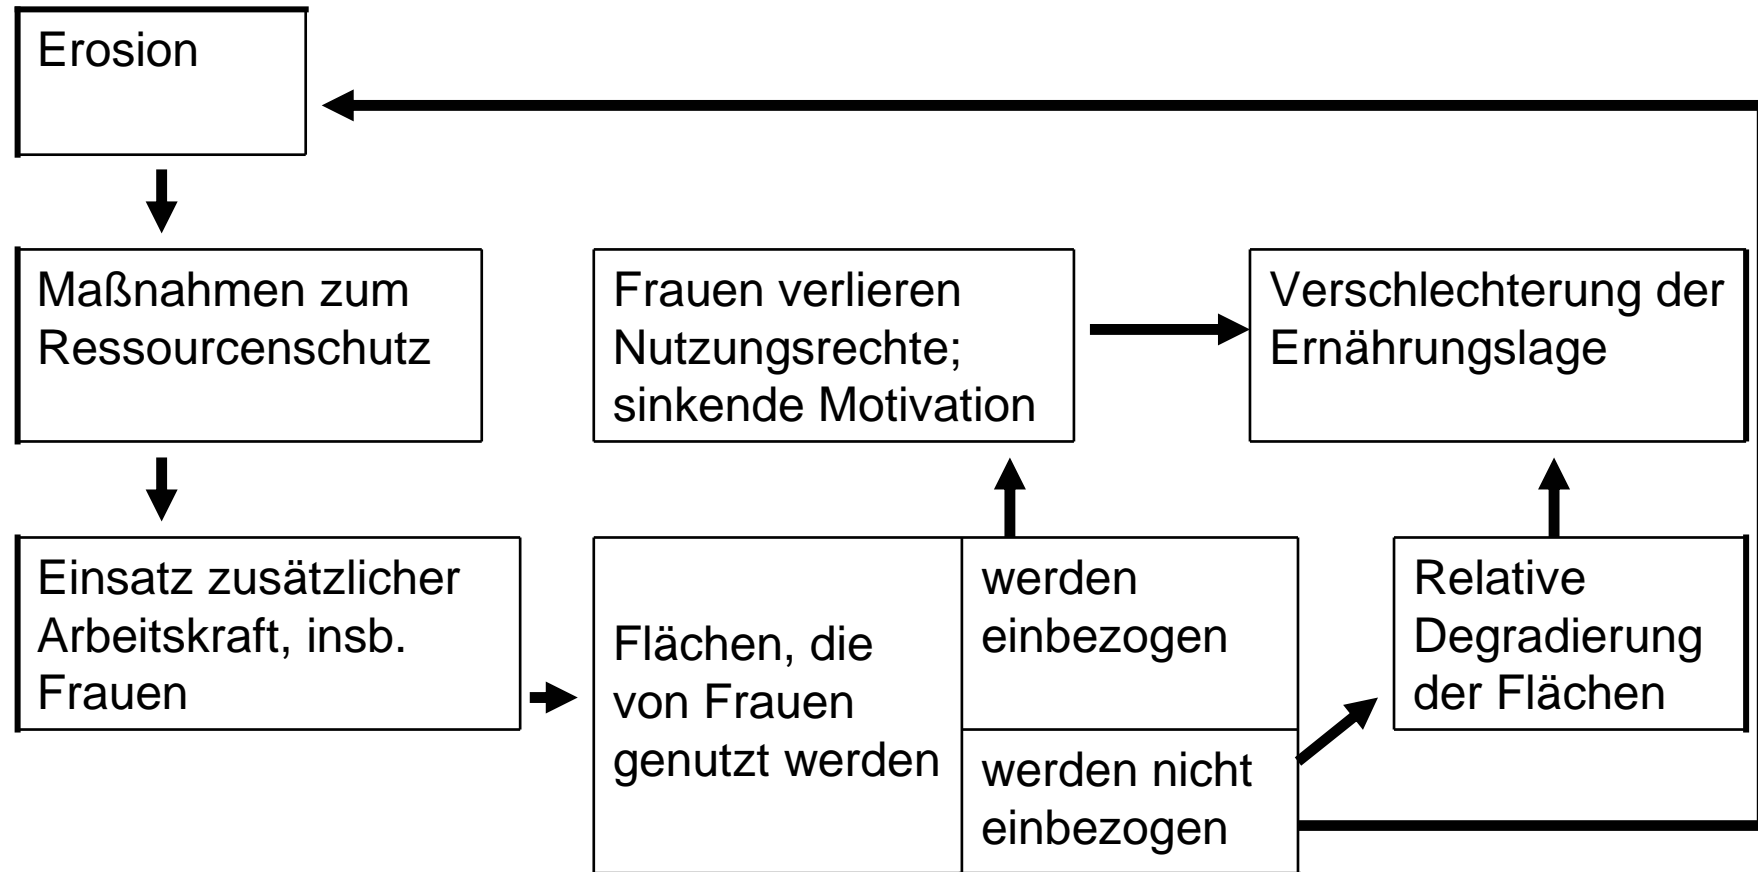 Erosion
Maßnahmen zum
Ressourcenschutz
Frauen verlieren
Nutzungsrechte;
sinkende Motivation
Verschlechterung der
Ernährungslage
Einsatz zusätzlicher
Arbeitskraft, insb.
Frauen
Flächen, die
von Frauen
genutzt werden
werden
einbezogen
werden nicht
einbezogen
Relative
Degradierung
der Flächen